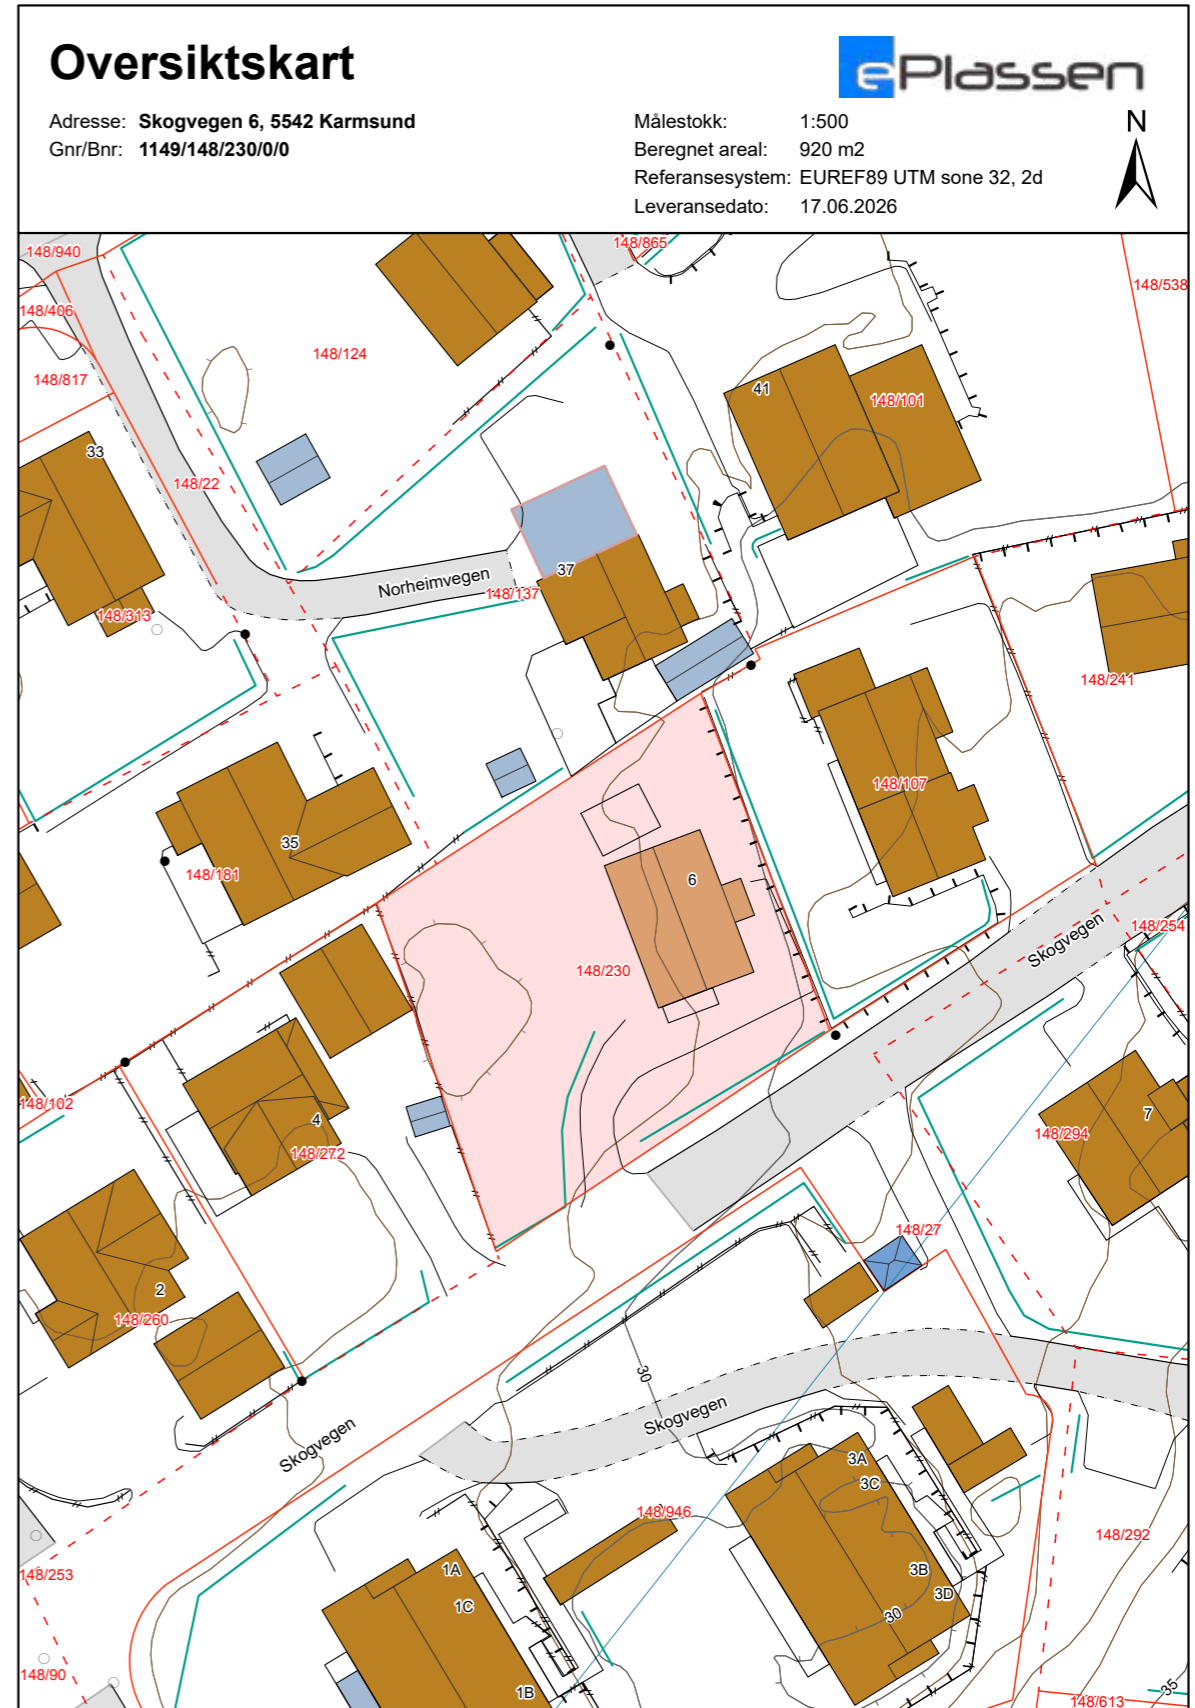 Oversiktskart
ePlassen
Adresse: Skogvegen 6, 5542 Karmsund
Gnr/Bnr: 1149/148/230/0/0
Målestokk: 1:500
Beregnet areal: 920 m2
Referansesystem: EUREF89 UTM sone 32, 2d
Leveransedato: 17.06.2026
N
148/940
148/865
148/538
148/406
148/124
148/817
41
148/101
33
148/22
Norheimvegen
37
148/137
148/313
148/241
148/107
35
148/181
6
148/230
Skogvegen
148/254
148/102
4
148/272
7
148/294
148/27
2
148/260
30
Skogvegen
Skogvegen
3A
3C
148/946
148/292
148/253
1A
1C
3B
3D
30
148/90
1B
35
148/613